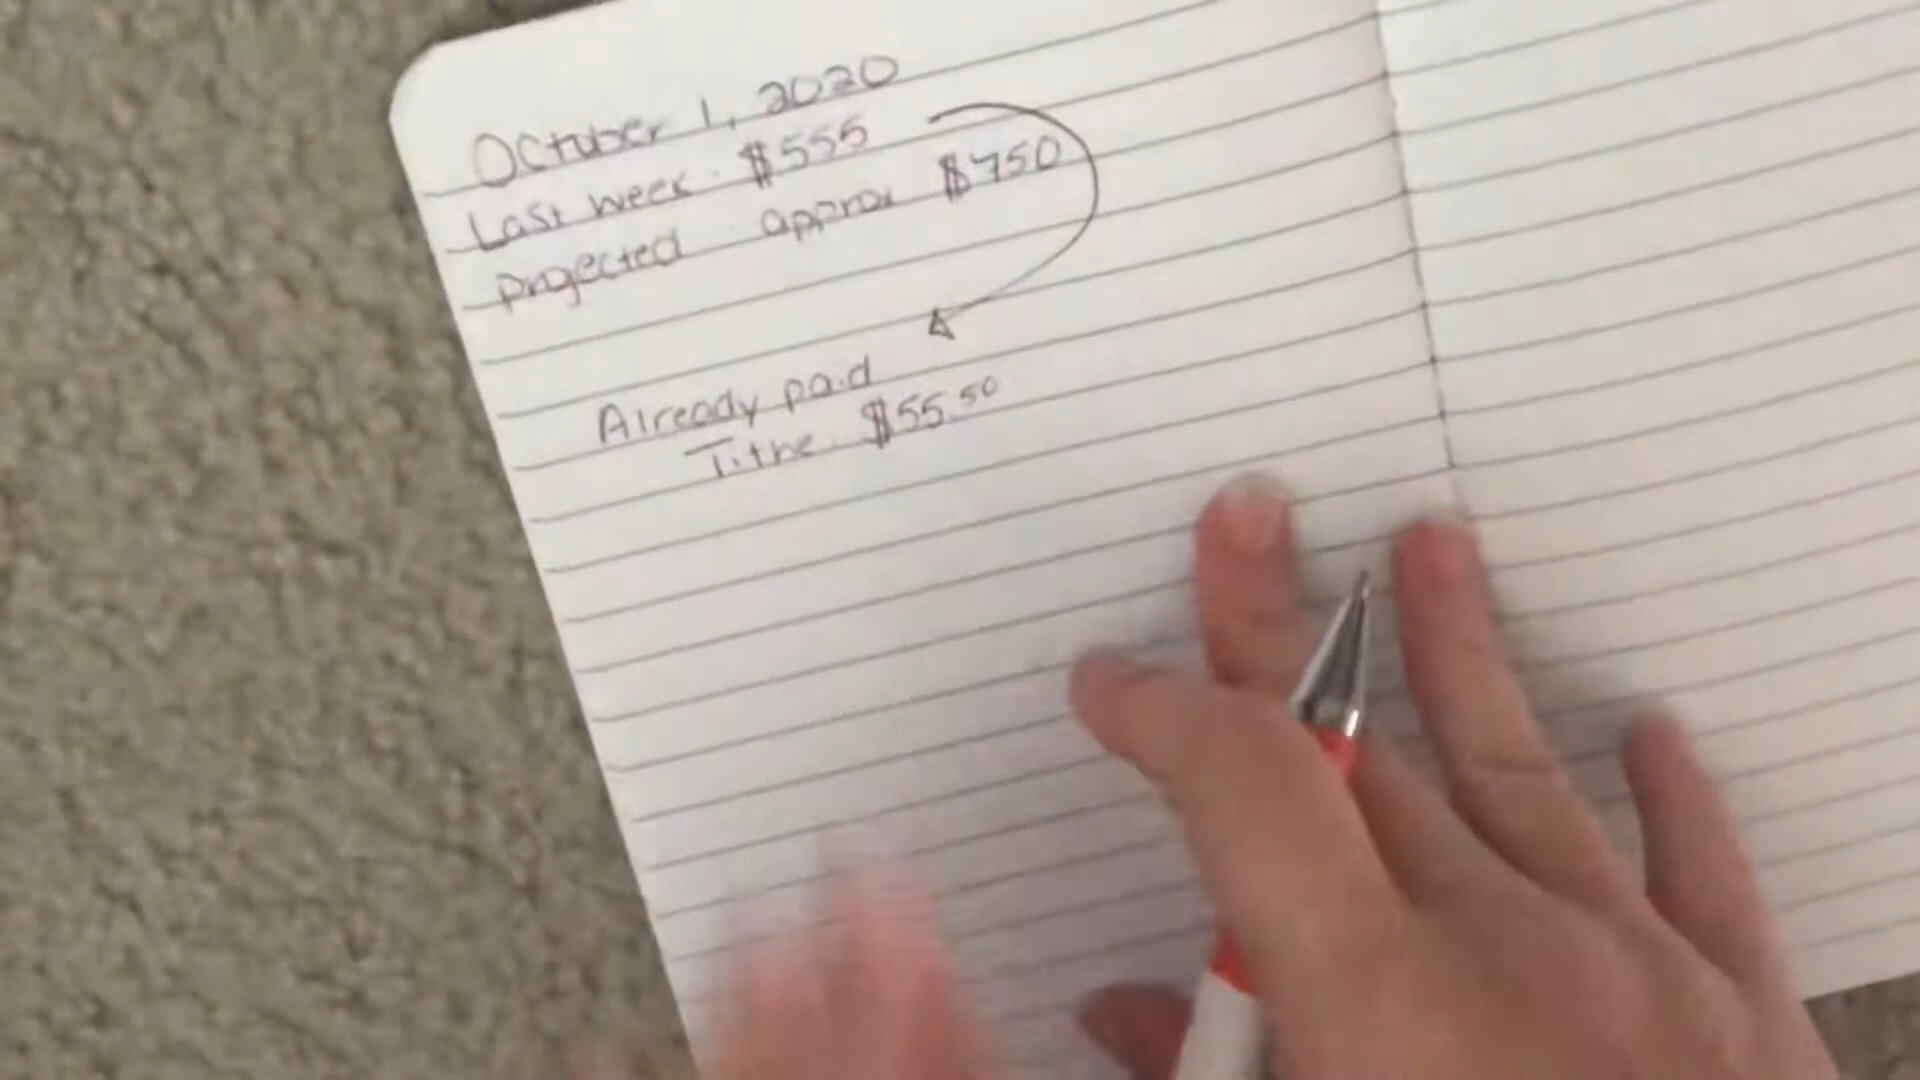 October 1, 2020
Last week. $555
projected approx $750
Already paid
Tithe. $55.50